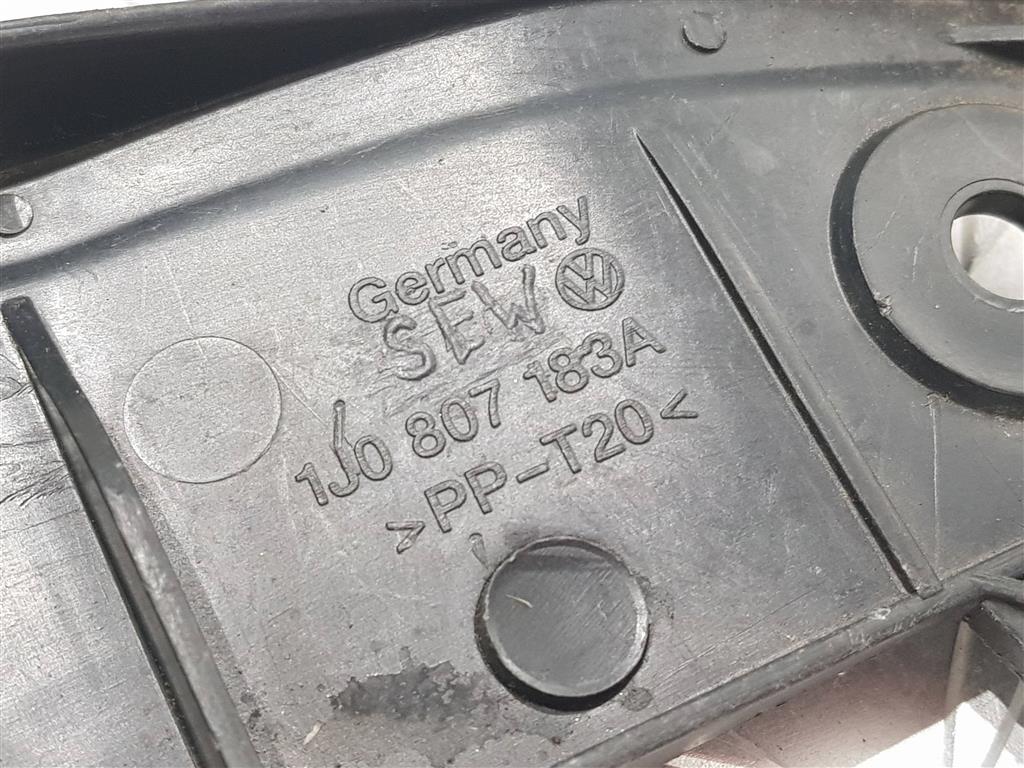 Germany
SEW
1J0 807 183A
>PP-T20<